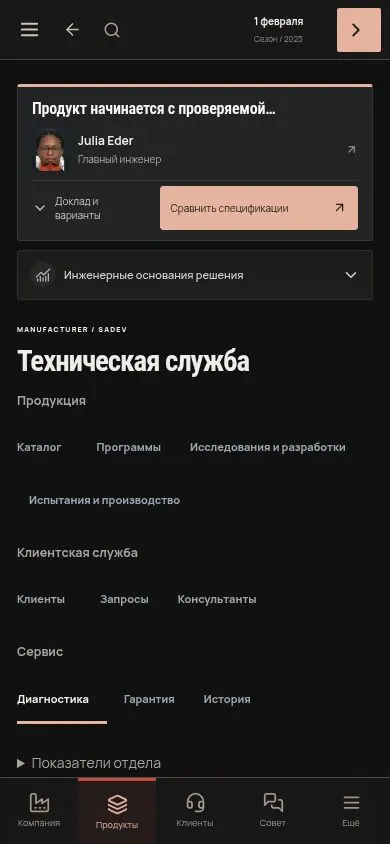 1 февраля
Сезон / 2025
Продукт начинается с проверяемой…
Julia Eder
Главный инженер
Доклад и
варианты
Сравнить спецификации
Инженерные основания решения
MANUFACTURER / SADEV
Техническая служба
Продукция
Каталог Программы Исследования и разработки
Испытания и производство
Клиентская служба
Клиенты Запросы Консультанты
Сервис
Диагностика Гарантия История
Показатели отдела
Компания Продукты Клиенты Совет Ещё